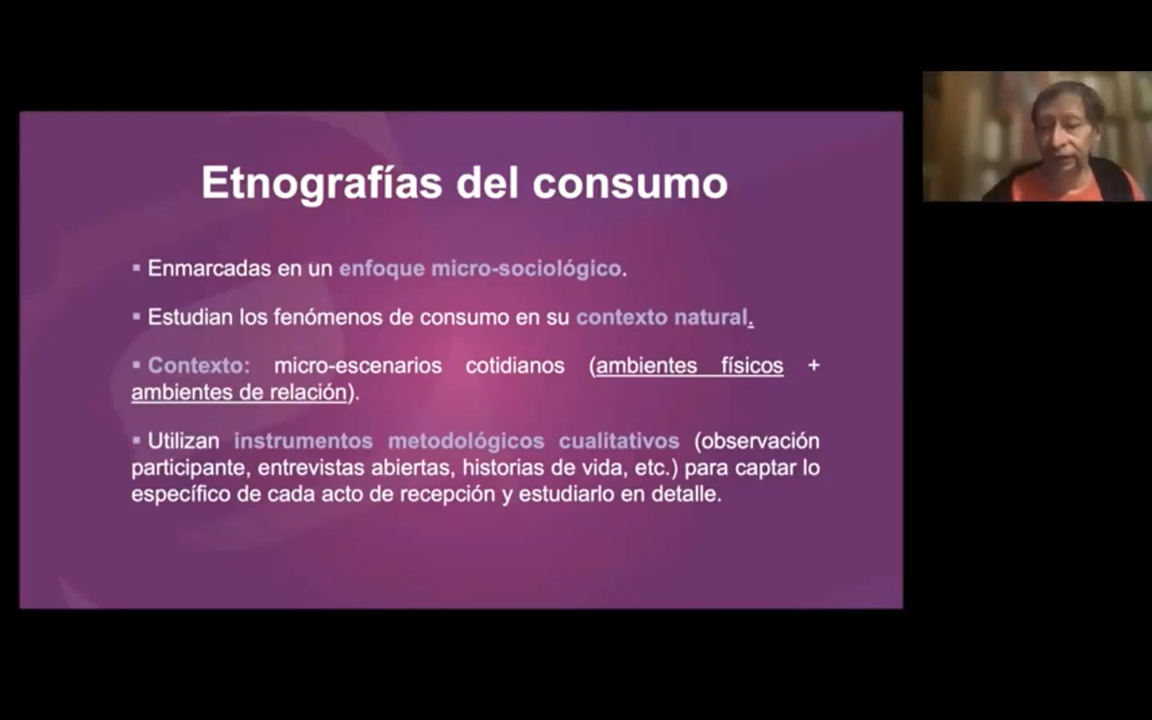 Etnografías del consumo
▪ Enmarcadas en un enfoque micro-sociológico.
▪ Estudian los fenómenos de consumo en su contexto natural.
▪ Contexto: micro-escenarios cotidianos (ambientes físicos +
ambientes de relación).
▪ Utilizan instrumentos metodológicos cualitativos (observación
participante, entrevistas abiertas, historias de vida, etc.) para captar lo
específico de cada acto de recepción y estudiarlo en detalle.